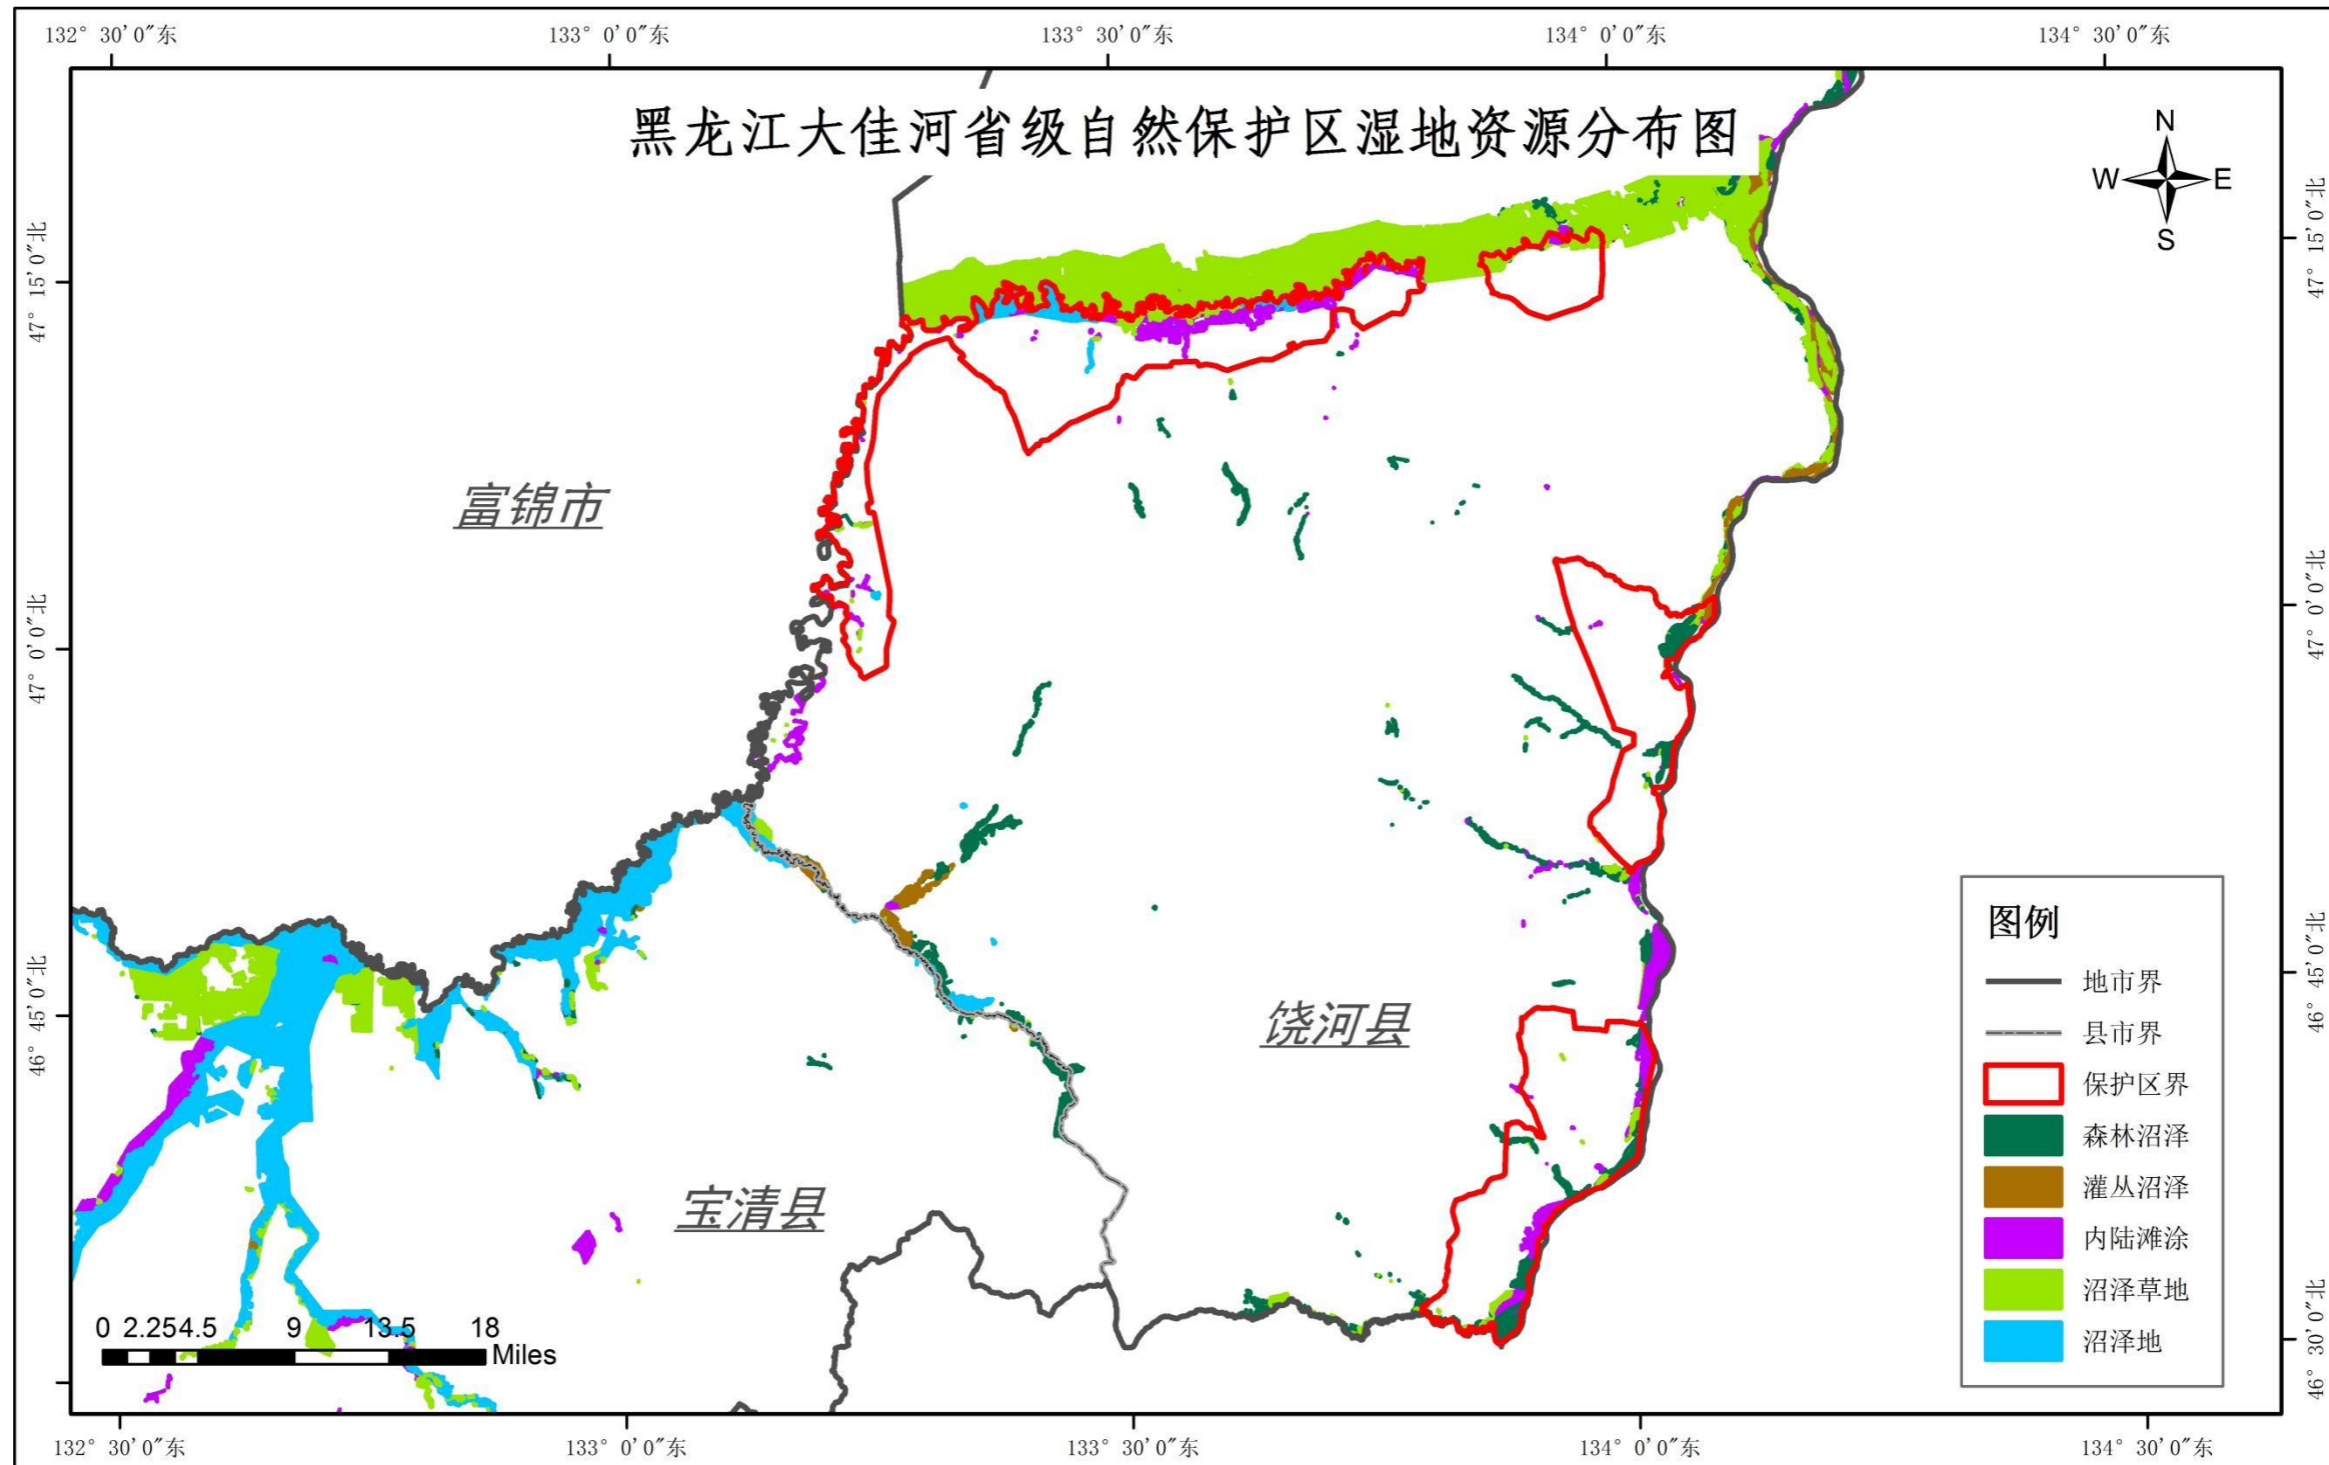 132° 30'0"东
133° 0'0"东
133° 30'0"东
134° 0'0"东
134° 30'0"东
黑龙江大佳河省级自然保护区湿地资源分布图
N
W
E
S
47° 15'0"北
47° 15'0"北
富锦市
47° 0'0"北
47° 0'0"北
46° 45'0"北
46° 45'0"北
饶河县
宝清县
46° 30'0"北
图例
地市界
县市界
保护区界
森林沼泽
灌丛沼泽
内陆滩涂
沼泽草地
沼泽地
0 2.25 4.5 9 13.5 18
Miles
132° 30'0"东
133° 0'0"东
133° 30'0"东
134° 0'0"东
134° 30'0"东